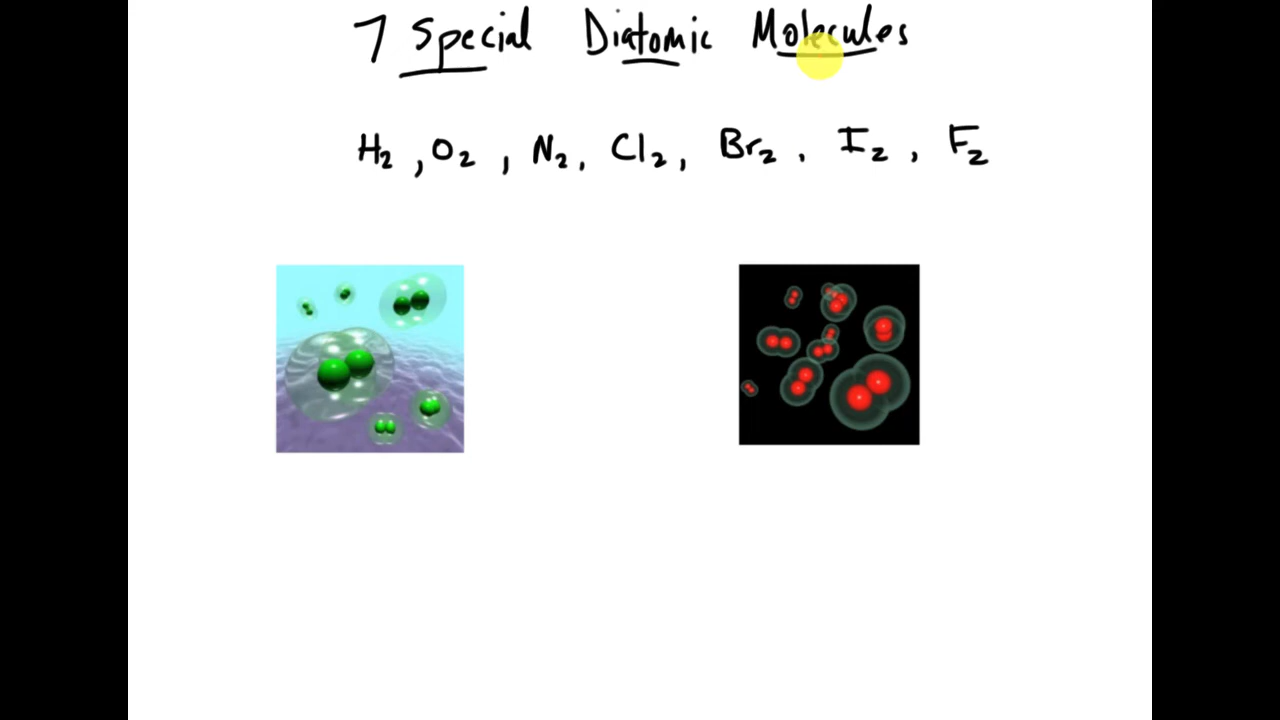 7 Special Diatomic Molecules
H₂ , O₂ , N₂ , Cl₂ , Br₂ . I₂ , F₂